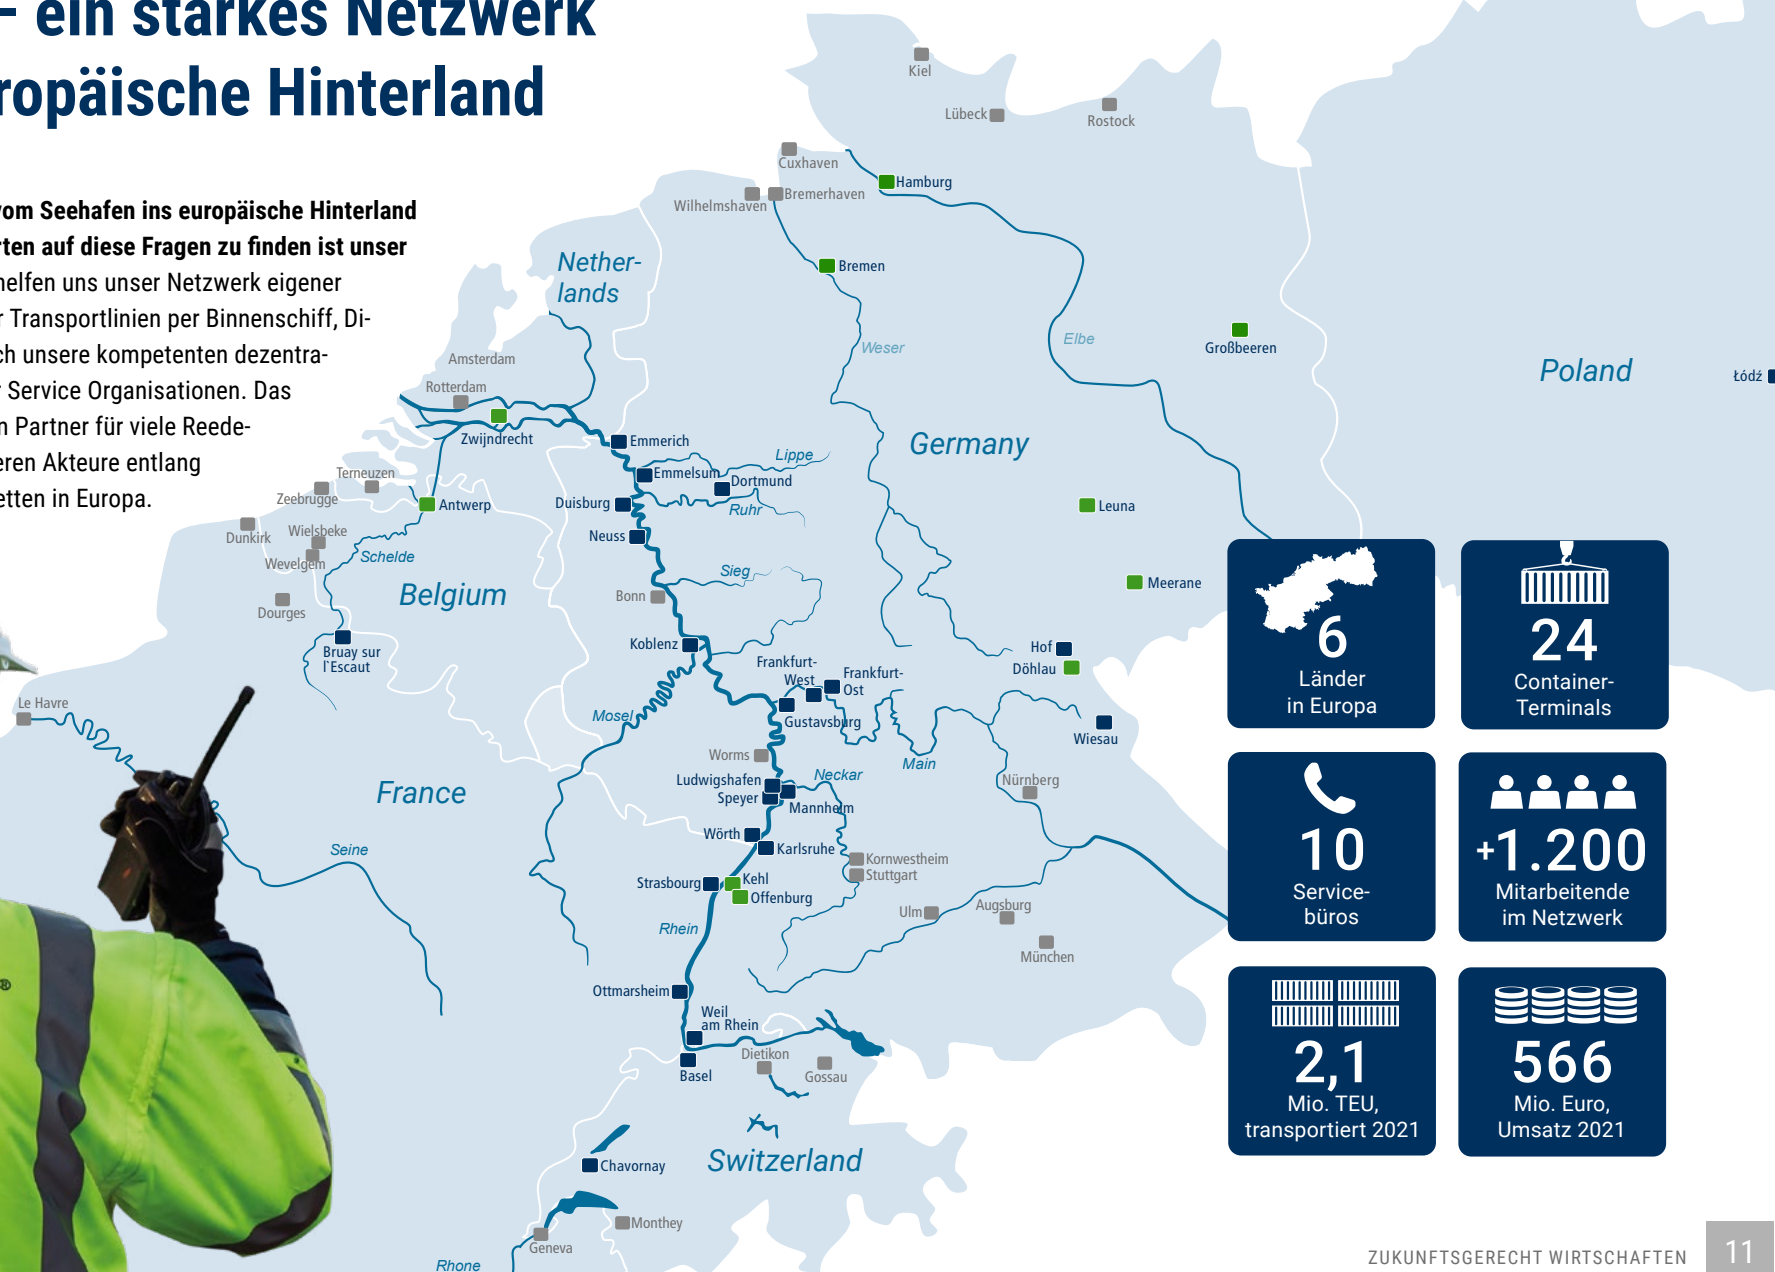 – ein starkes Netzwerk
ropäische Hinterland
vom Seehafen ins europäische Hinterland
rten auf diese Fragen zu finden ist unser
helfen uns unser Netzwerk eigener
r Transportlinien per Binnenschiff, Di-
ch unsere kompetenten dezentra-
r Service Organisationen. Das
n Partner für viele Reede-
eren Akteure entlang
etten in Europa.
Kiel
Lübeck
Rostock
Cuxhaven
Hamburg
Wilhelmshaven
Bremerhaven
Nether-
lands
Bremen
Weser
Elbe
Großbeeren
Poland
Łódź
Amsterdam
Rotterdam
Zwijndrecht
Emmerich
Germany
Lippe
Emmelsum
Dortmund
Terneuzen
Zeebrugge
Antwerp
Duisburg
Ruhr
Leuna
Dunkirk
Wielsbeke
Neuss
Wevelgem
Schelde
Sieg
Meerane
Belgium
Bonn
Dourges
Bruay sur
l`Escaut
Koblenz
Hof
Döhlau
Frankfurt-
West
Frankfurt-
Ost
Le Havre
Mosel
Gustavsburg
Wiesau
Worms
Main
France
Ludwigshafen
Neckar
Nürnberg
Speyer
Mannheim
Wörth
Karlsruhe
Seine
Kornwestheim
Stuttgart
Strasbourg
Kehl
Offenburg
Ulm
Augsburg
Rhein
München
Ottmarsheim
Weil
am Rhein
Dietikon
Basel
Gossau
Chavornay
Switzerland
Monthey
Geneva
Rhone
6
Länder
in Europa
24
Container-
Terminals
10
Service-
büros
+1.200
Mitarbeitende
im Netzwerk
2,1
Mio. TEU,
transportiert 2021
566
Mio. Euro,
Umsatz 2021
®
ZUKUNFTSGERECHT WIRTSCHAFTEN 11